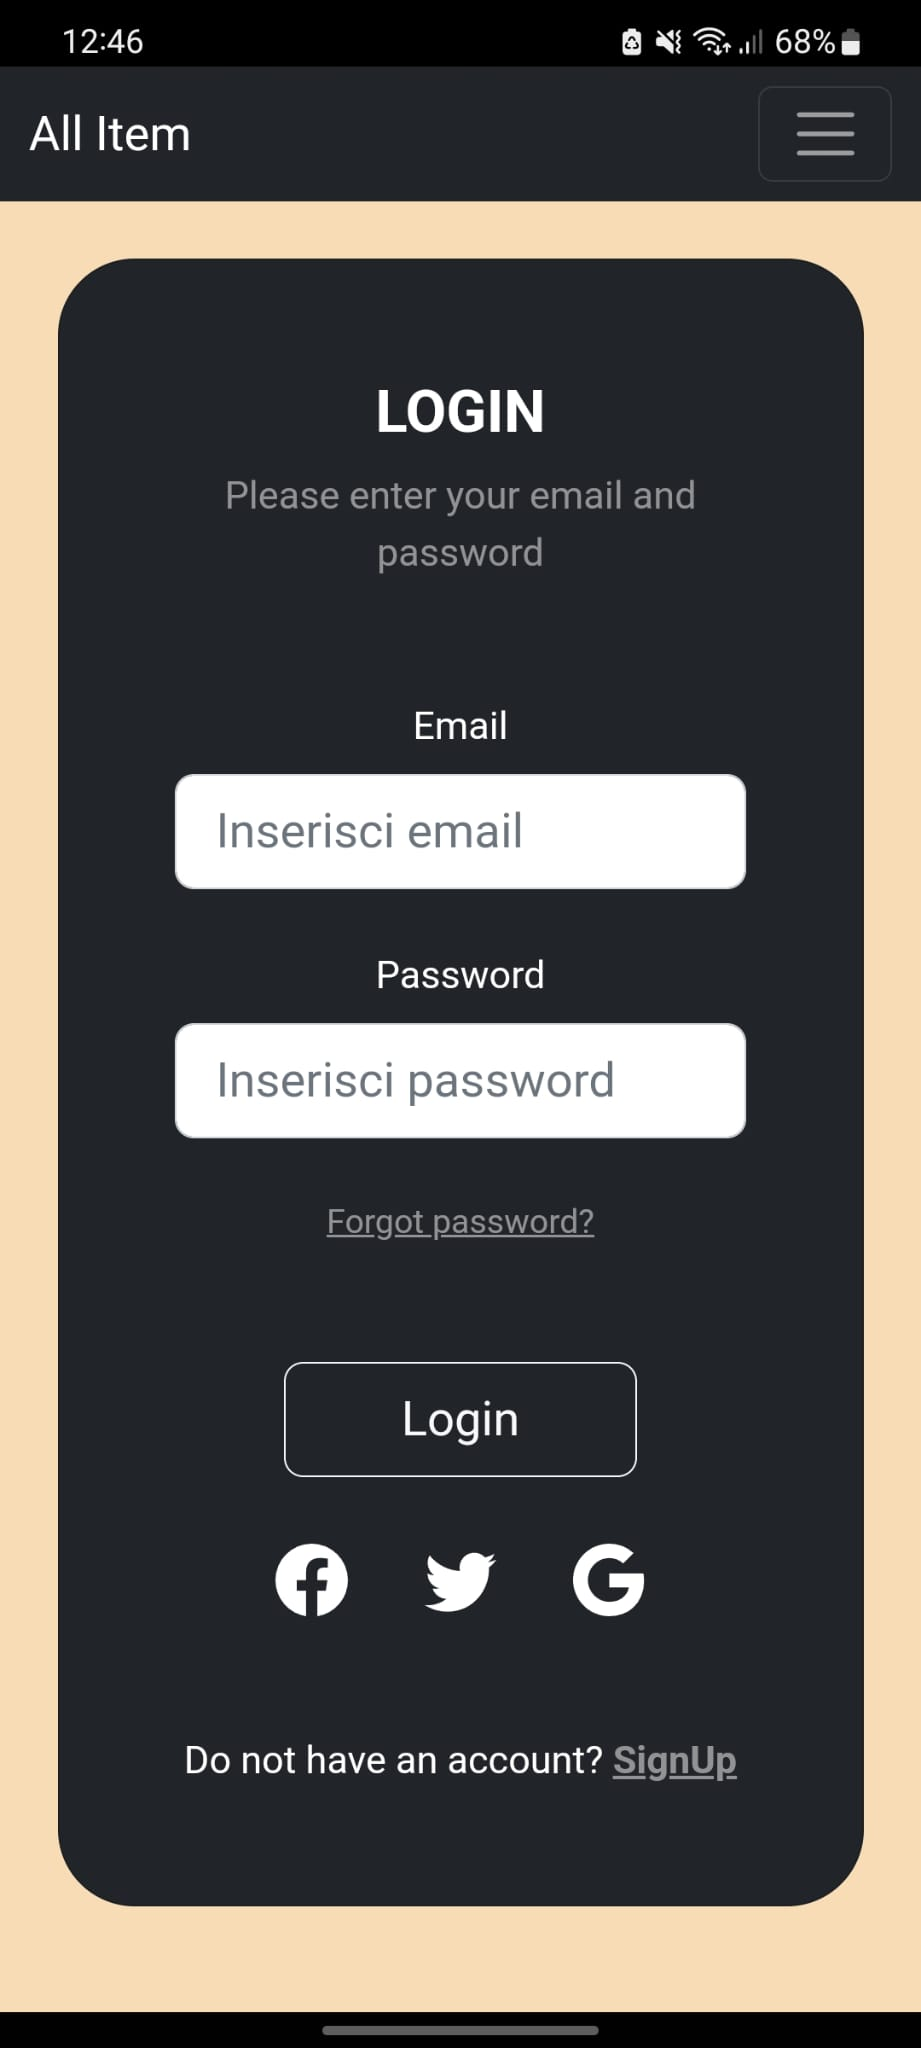 12:46
68%
All Item
LOGIN
Please enter your email and
password
Email
Inserisci email
Password
Inserisci password
Forgot password?
Login
Do not have an account? SignUp